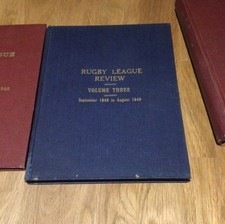 RUGBY LEAGUE
REVIEW
VOLUME THREE
September 1948 to August 1949